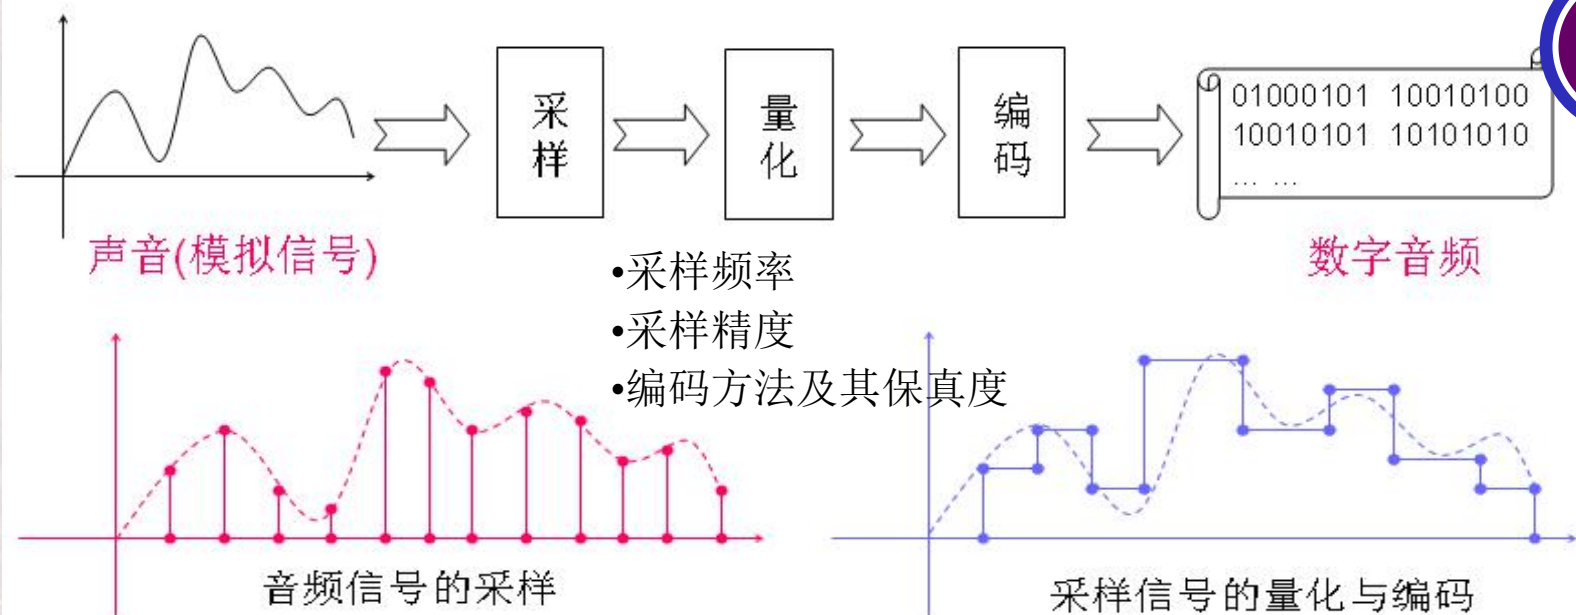 采样
量化
编码
01000101 10010100
10010101 10101010
... ...
声音(模拟信号)
数字音频
•采样频率
•采样精度
•编码方法及其保真度
音频信号的采样
采样信号的量化与编码